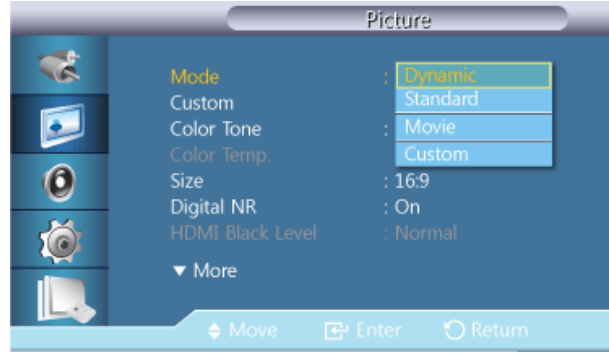 Picture
Mode : Dynamic
Standard
Custom
Color Tone : Movie
Color Temp. Custom
Size : 16:9
Digital NR : On
HDMI Black Level : Normal
▼ More
Move Enter Return